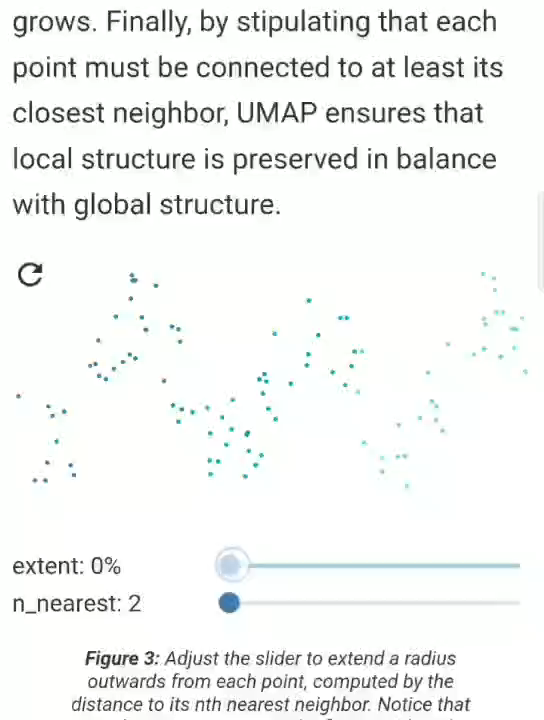 grows. Finally, by stipulating that each
point must be connected to at least its
closest neighbor, UMAP ensures that
local structure is preserved in balance
with global structure.
extent: 0%
n_nearest: 2
Figure 3: Adjust the slider to extend a radius
outwards from each point, computed by the
distance to its nth nearest neighbor. Notice that